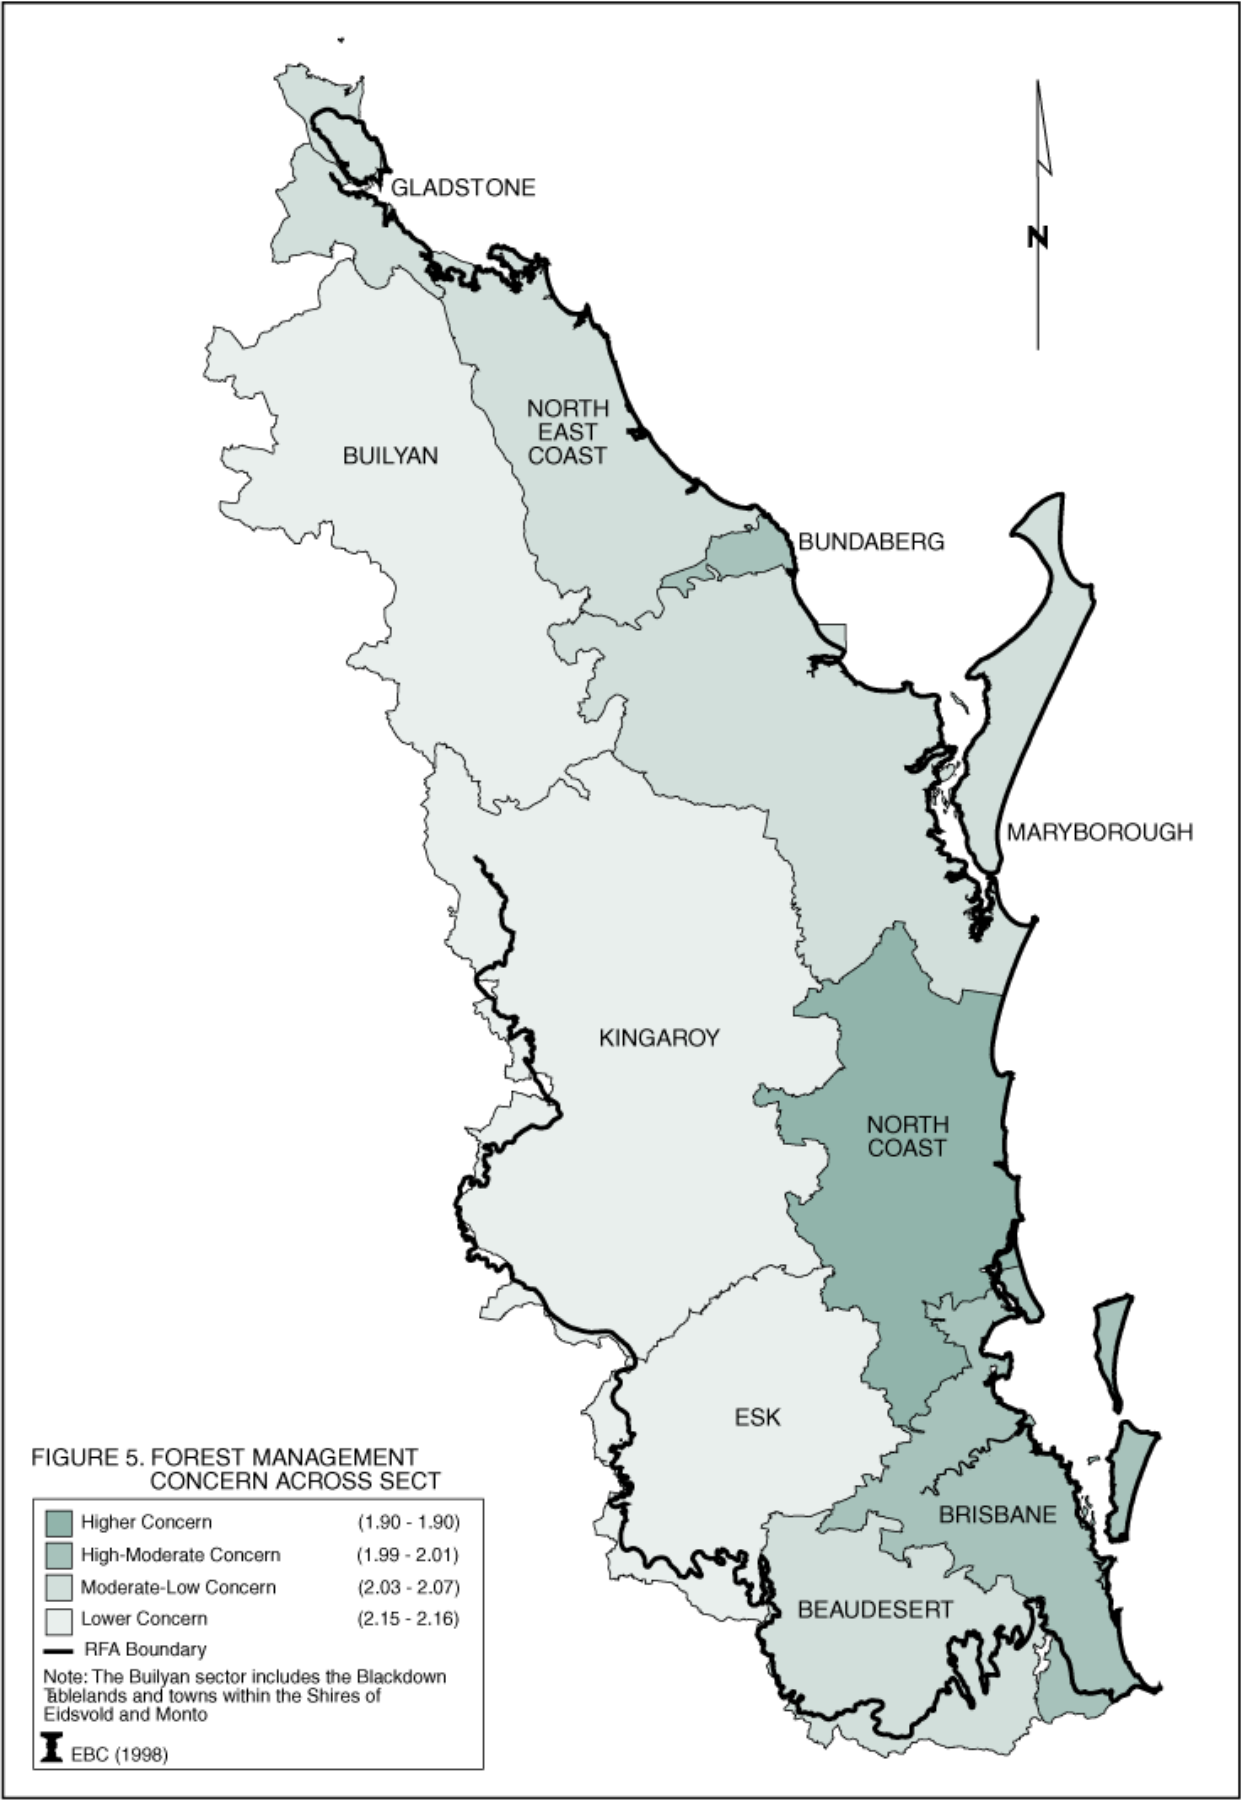 GLADSTONE
N
NORTH
EAST
COAST
BUILYAN
BUNDABERG
MARYBOROUGH
KINGAROY
NORTH
COAST
ESK
BRISBANE
BEAUDESERT
FIGURE 5. FOREST MANAGEMENT
CONCERN ACROSS SECT
Higher Concern (1.90 - 1.90)
High-Moderate Concern (1.99 - 2.01)
Moderate-Low Concern (2.03 - 2.07)
Lower Concern (2.15 - 2.16)
RFA Boundary
Note: The Builyan sector includes the Blackdown
Tablelands and towns within the Shires of
Eidsvold and Monto
EBC (1998)